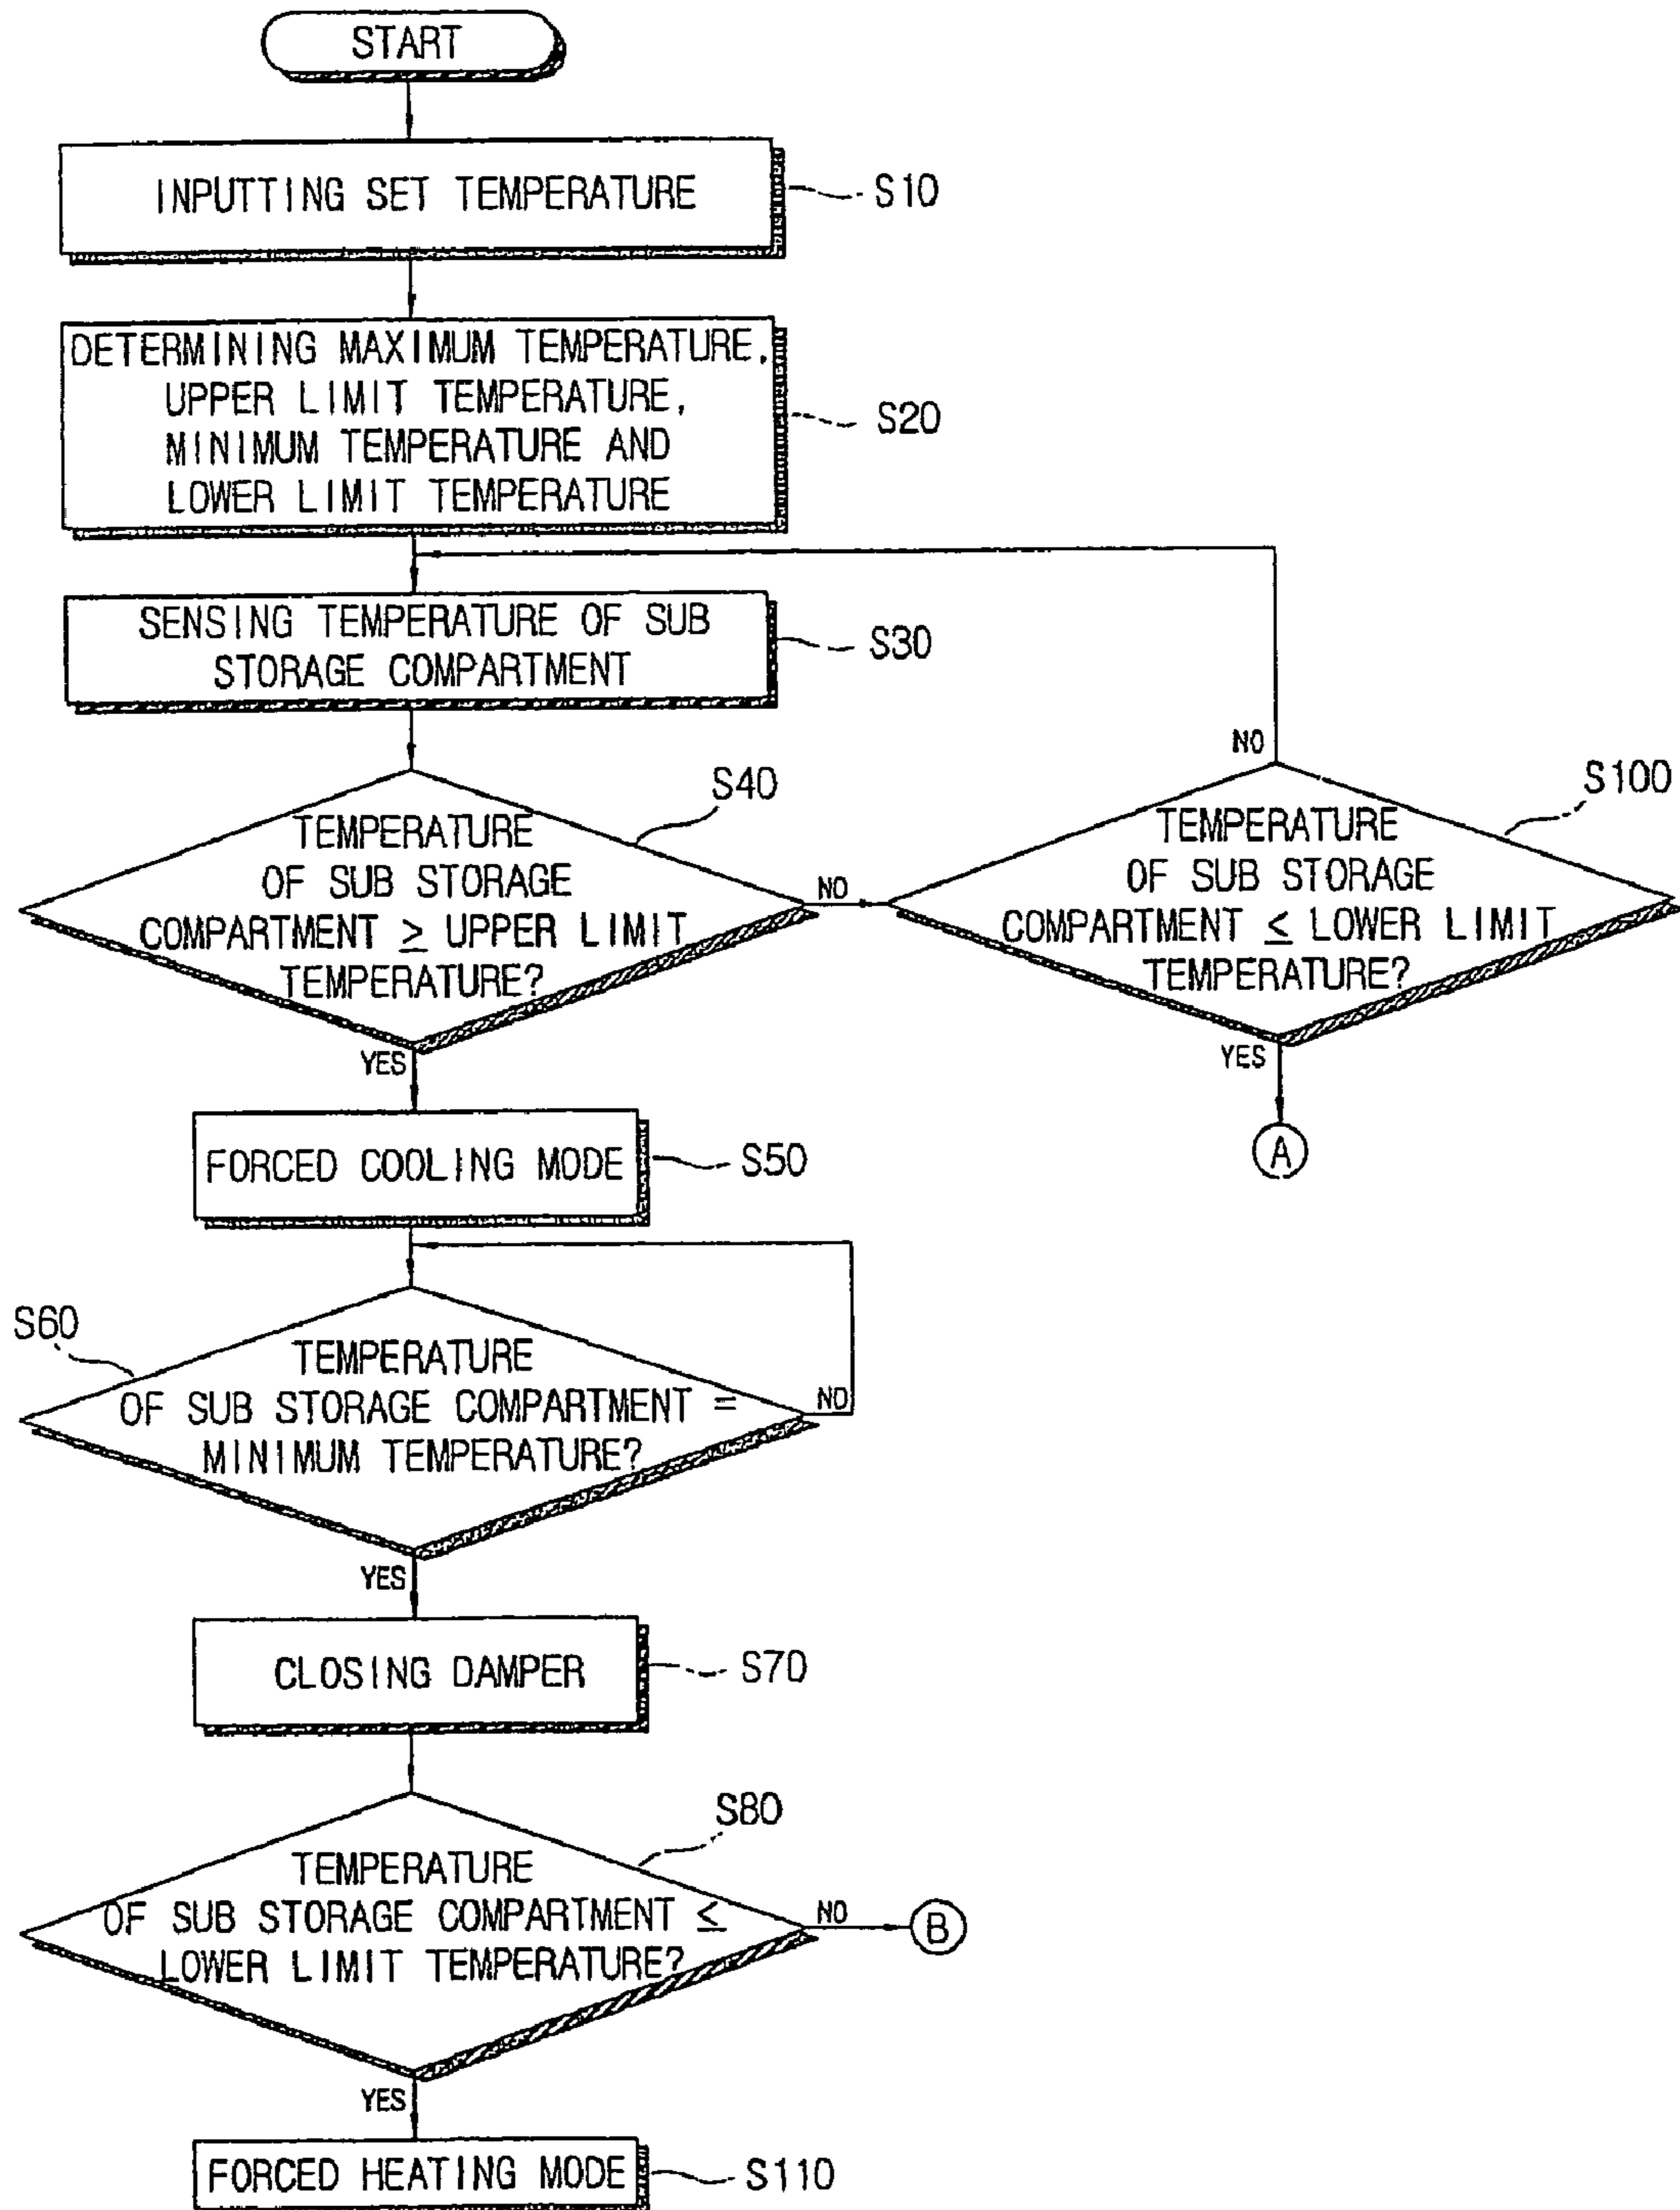 START
INPUTTING SET TEMPERATURE
S10
DETERMINING MAXIMUM TEMPERATURE,
UPPER LIMIT TEMPERATURE,
MINIMUM TEMPERATURE AND
LOWER LIMIT TEMPERATURE
S20
SENSING TEMPERATURE OF SUB
STORAGE COMPARTMENT
S30
S40
TEMPERATURE
OF SUB STORAGE
COMPARTMENT ≥ UPPER LIMIT
TEMPERATURE?
NO
YES
NO
S100
TEMPERATURE
OF SUB STORAGE
COMPARTMENT ≤ LOWER LIMIT
TEMPERATURE?
YES
A
FORCED COOLING MODE
S50
S60
TEMPERATURE
OF SUB STORAGE COMPARTMENT =
MINIMUM TEMPERATURE?
NO
YES
CLOSING DAMPER
S70
S80
TEMPERATURE
OF SUB STORAGE COMPARTMENT ≤
LOWER LIMIT TEMPERATURE?
NO
B
YES
FORCED HEATING MODE
S110